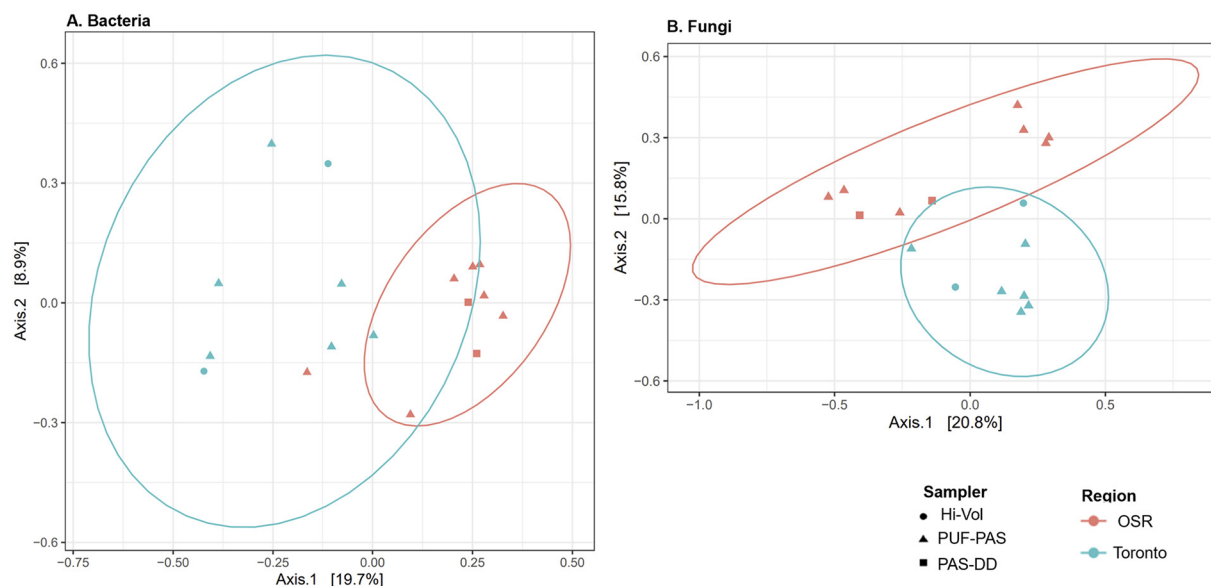 A. Bacteria
0.6
0.3
0.0
−0.3
−0.6
Axis.2 [8.9%]
−0.75
−0.50
−0.25
0.00
0.25
0.50
Axis.1 [19.7%]
B. Fungi
0.6
0.3
0.0
−0.3
−0.6
Axis.2 [15.8%]
−1.0
−0.5
0.0
0.5
Axis.1 [20.8%]
Sampler
Hi-Vol
PUF-PAS
PAS-DD
Region
OSR
Toronto